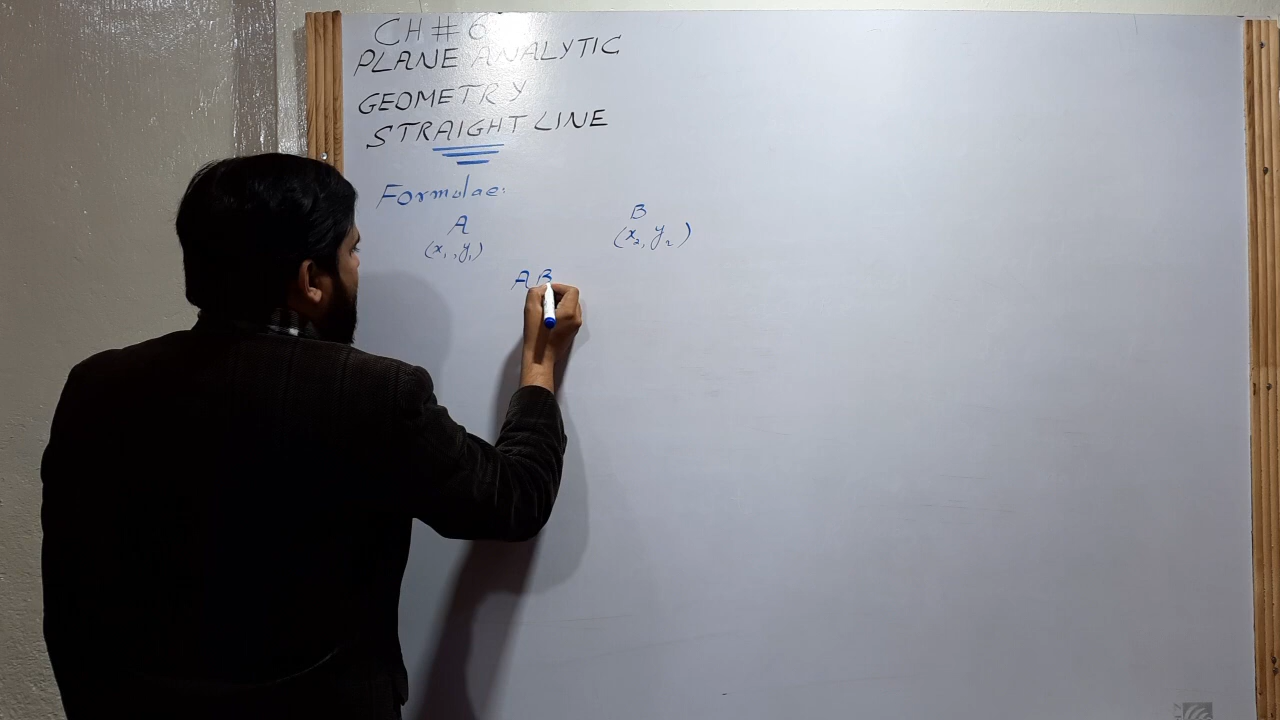 CH # 6
PLANE ANALYTIC
GEOMETRY
STRAIGHT LINE
Formulae:
A B
(x₁, y₁) (x₂, y₂)
AB